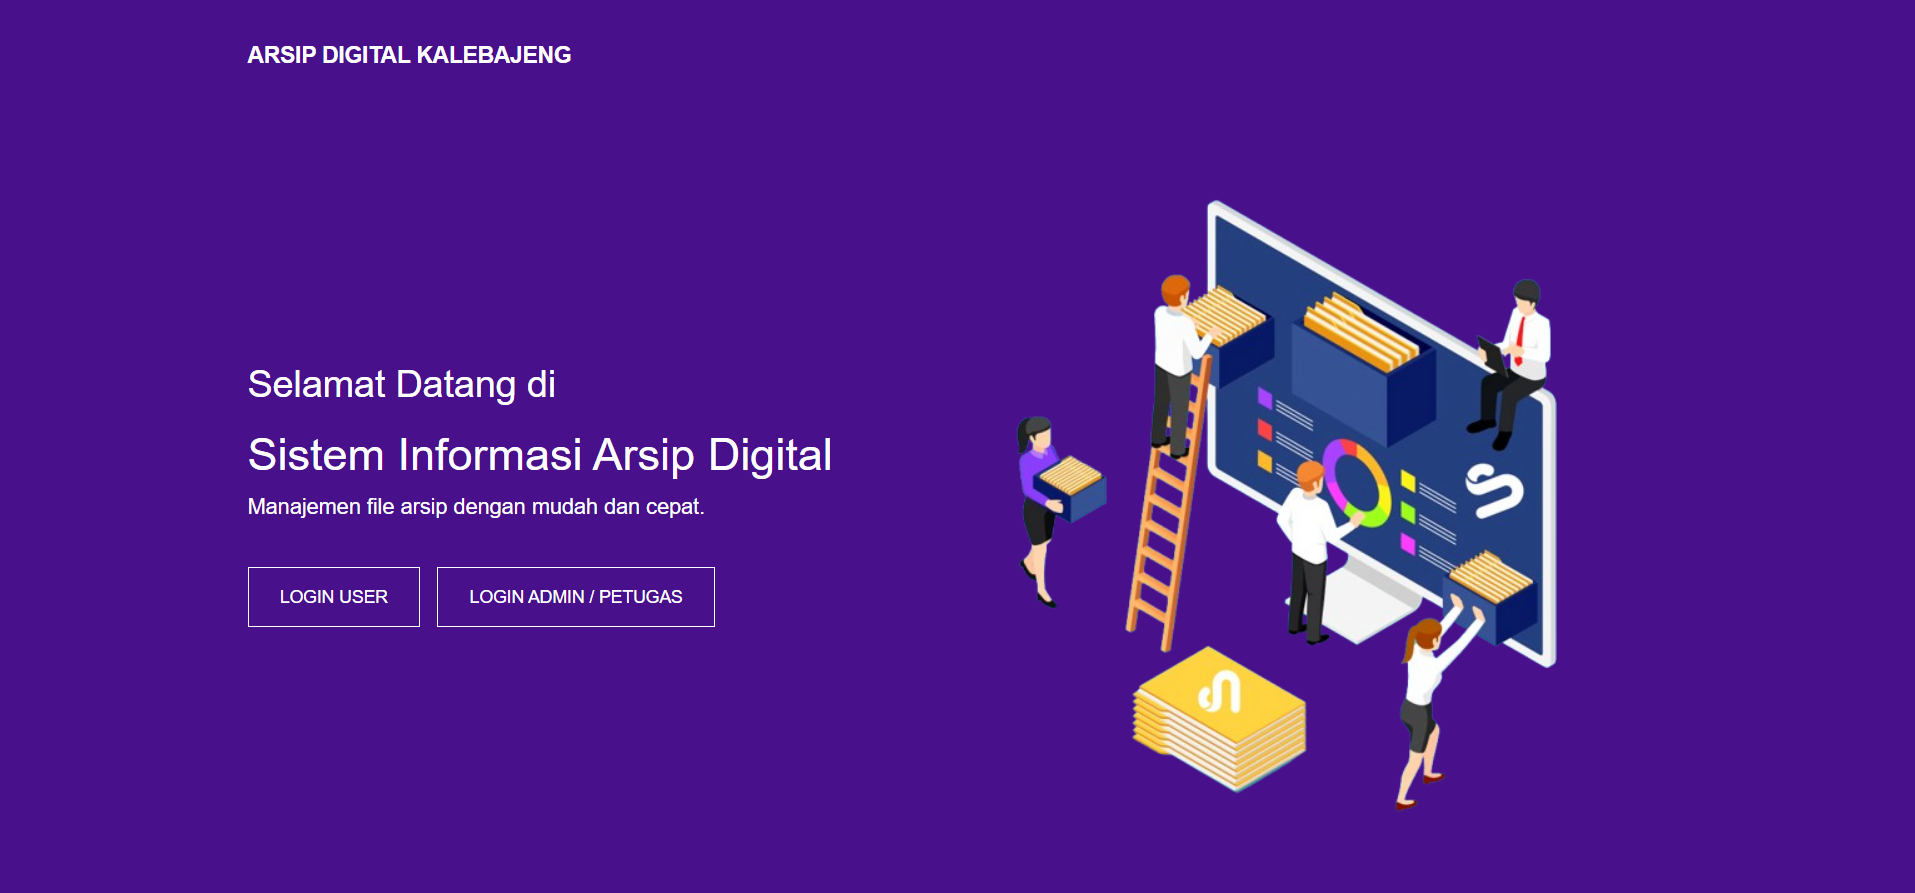 ARSIP DIGITAL KALEBAJENG
Selamat Datang di
Sistem Informasi Arsip Digital
Manajemen file arsip dengan mudah dan cepat.
LOGIN USER
LOGIN ADMIN / PETUGAS